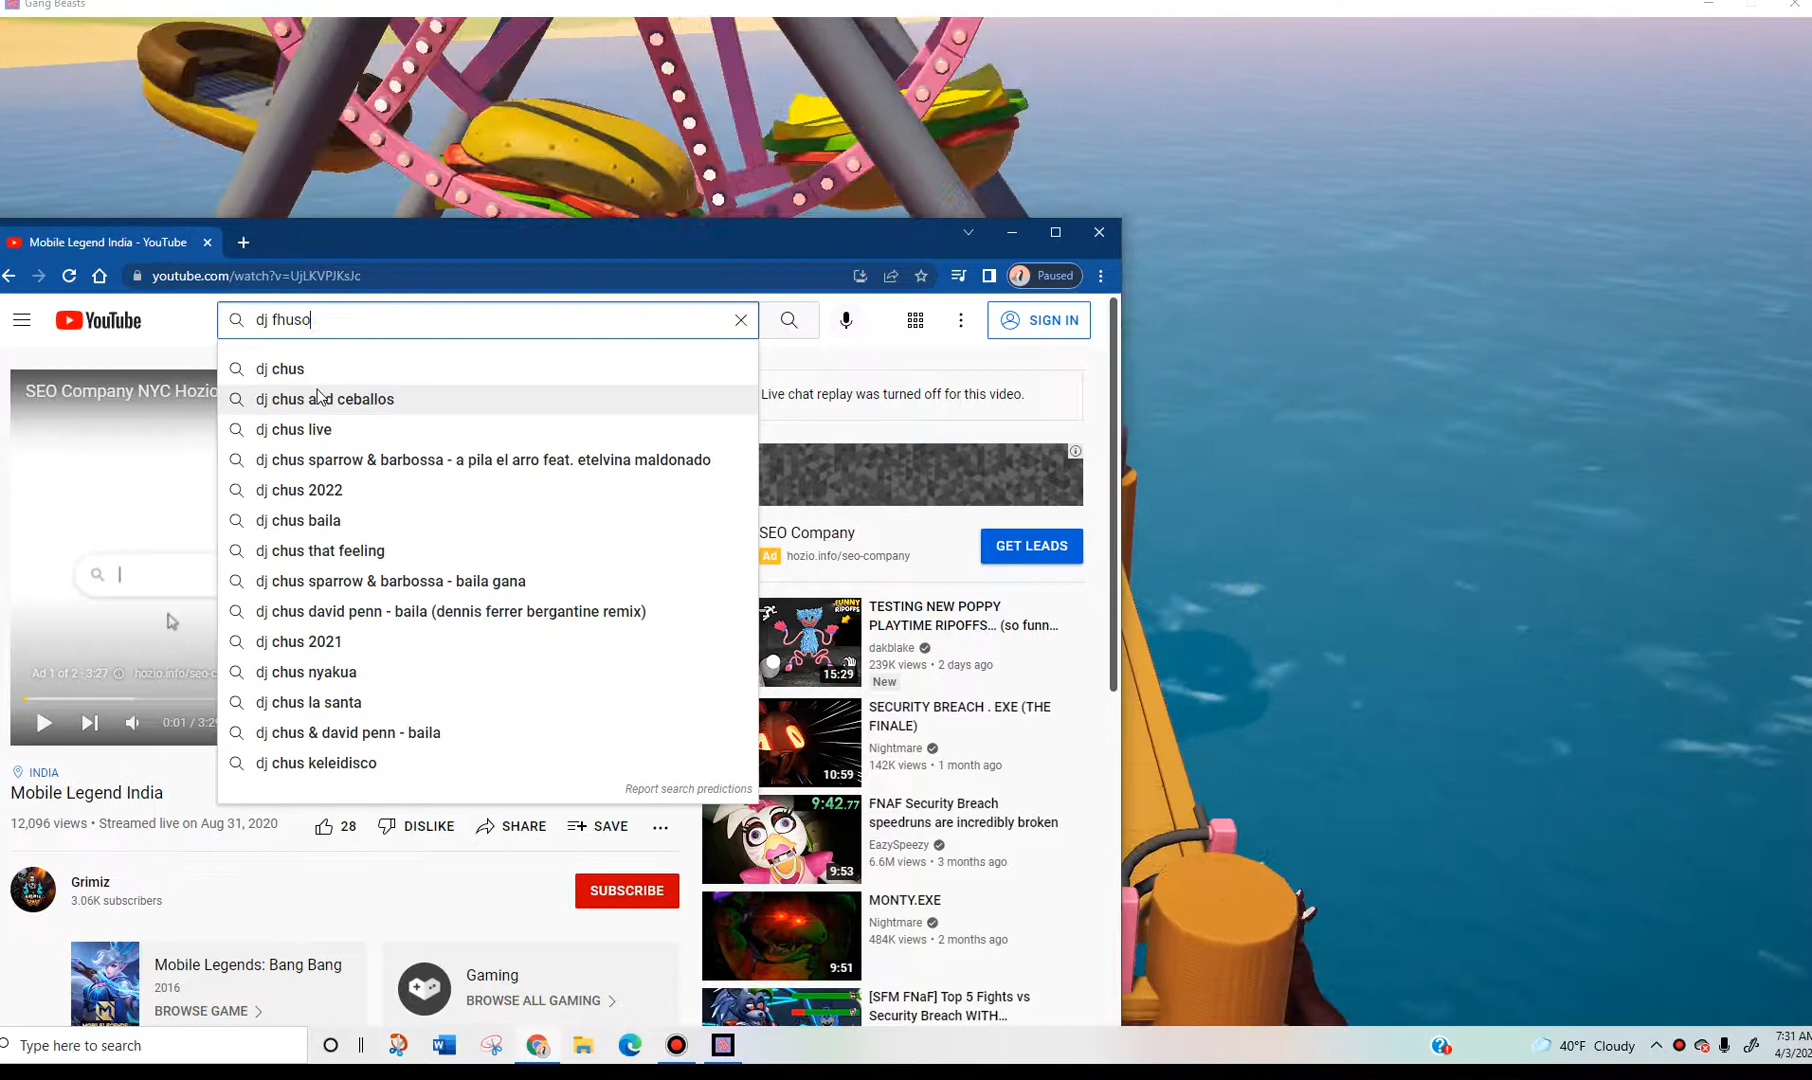 Gang Beasts
Mobile Legend India - YouTube
youtube.com/watch?v=UjLKVPJKsJc
Paused
YouTube
dj fhuso
SIGN IN
dj chus
dj chus and ceballos
dj chus live
dj chus sparrow & barbossa - a pila el arro feat. etelvina maldonado
dj chus 2022
dj chus baila
dj chus that feeling
dj chus sparrow & barbossa - baila gana
dj chus david penn - baila (dennis ferrer bergantine remix)
dj chus 2021
dj chus nyakua
dj chus la santa
dj chus & david penn - baila
dj chus keleidisco
Report search predictions
SEO Company NYC Hozio
Ad 1 of 2 • 3:27
hozio.info/seo-c
0:01 / 3:2
Live chat replay was turned off for this video.
SEO Company
Ad hozio.info/seo-company
GET LEADS
FUNNY RIPOFFS
15:29
TESTING NEW POPPY
PLAYTIME RIPOFFS... (so funn...
dakblake
239K views • 2 days ago
New
10:59
SECURITY BREACH . EXE (THE
FINALE)
Nightmare
142K views • 1 month ago
9:42.77
9:53
FNAF Security Breach
speedruns are incredibly broken
EazySpeezy
6.6M views • 3 months ago
9:51
MONTY.EXE
Nightmare
484K views • 2 months ago
[SFM FNaF] Top 5 Fights vs
Security Breach WITH...
INDIA
Mobile Legend India
12,096 views • Streamed live on Aug 31, 2020
28
DISLIKE
SHARE
SAVE
Grimiz
3.06K subscribers
SUBSCRIBE
Mobile Legends: Bang Bang
2016
BROWSE GAME
Gaming
BROWSE ALL GAMING
Type here to search
40°F Cloudy
7:31 AM
4/3/202